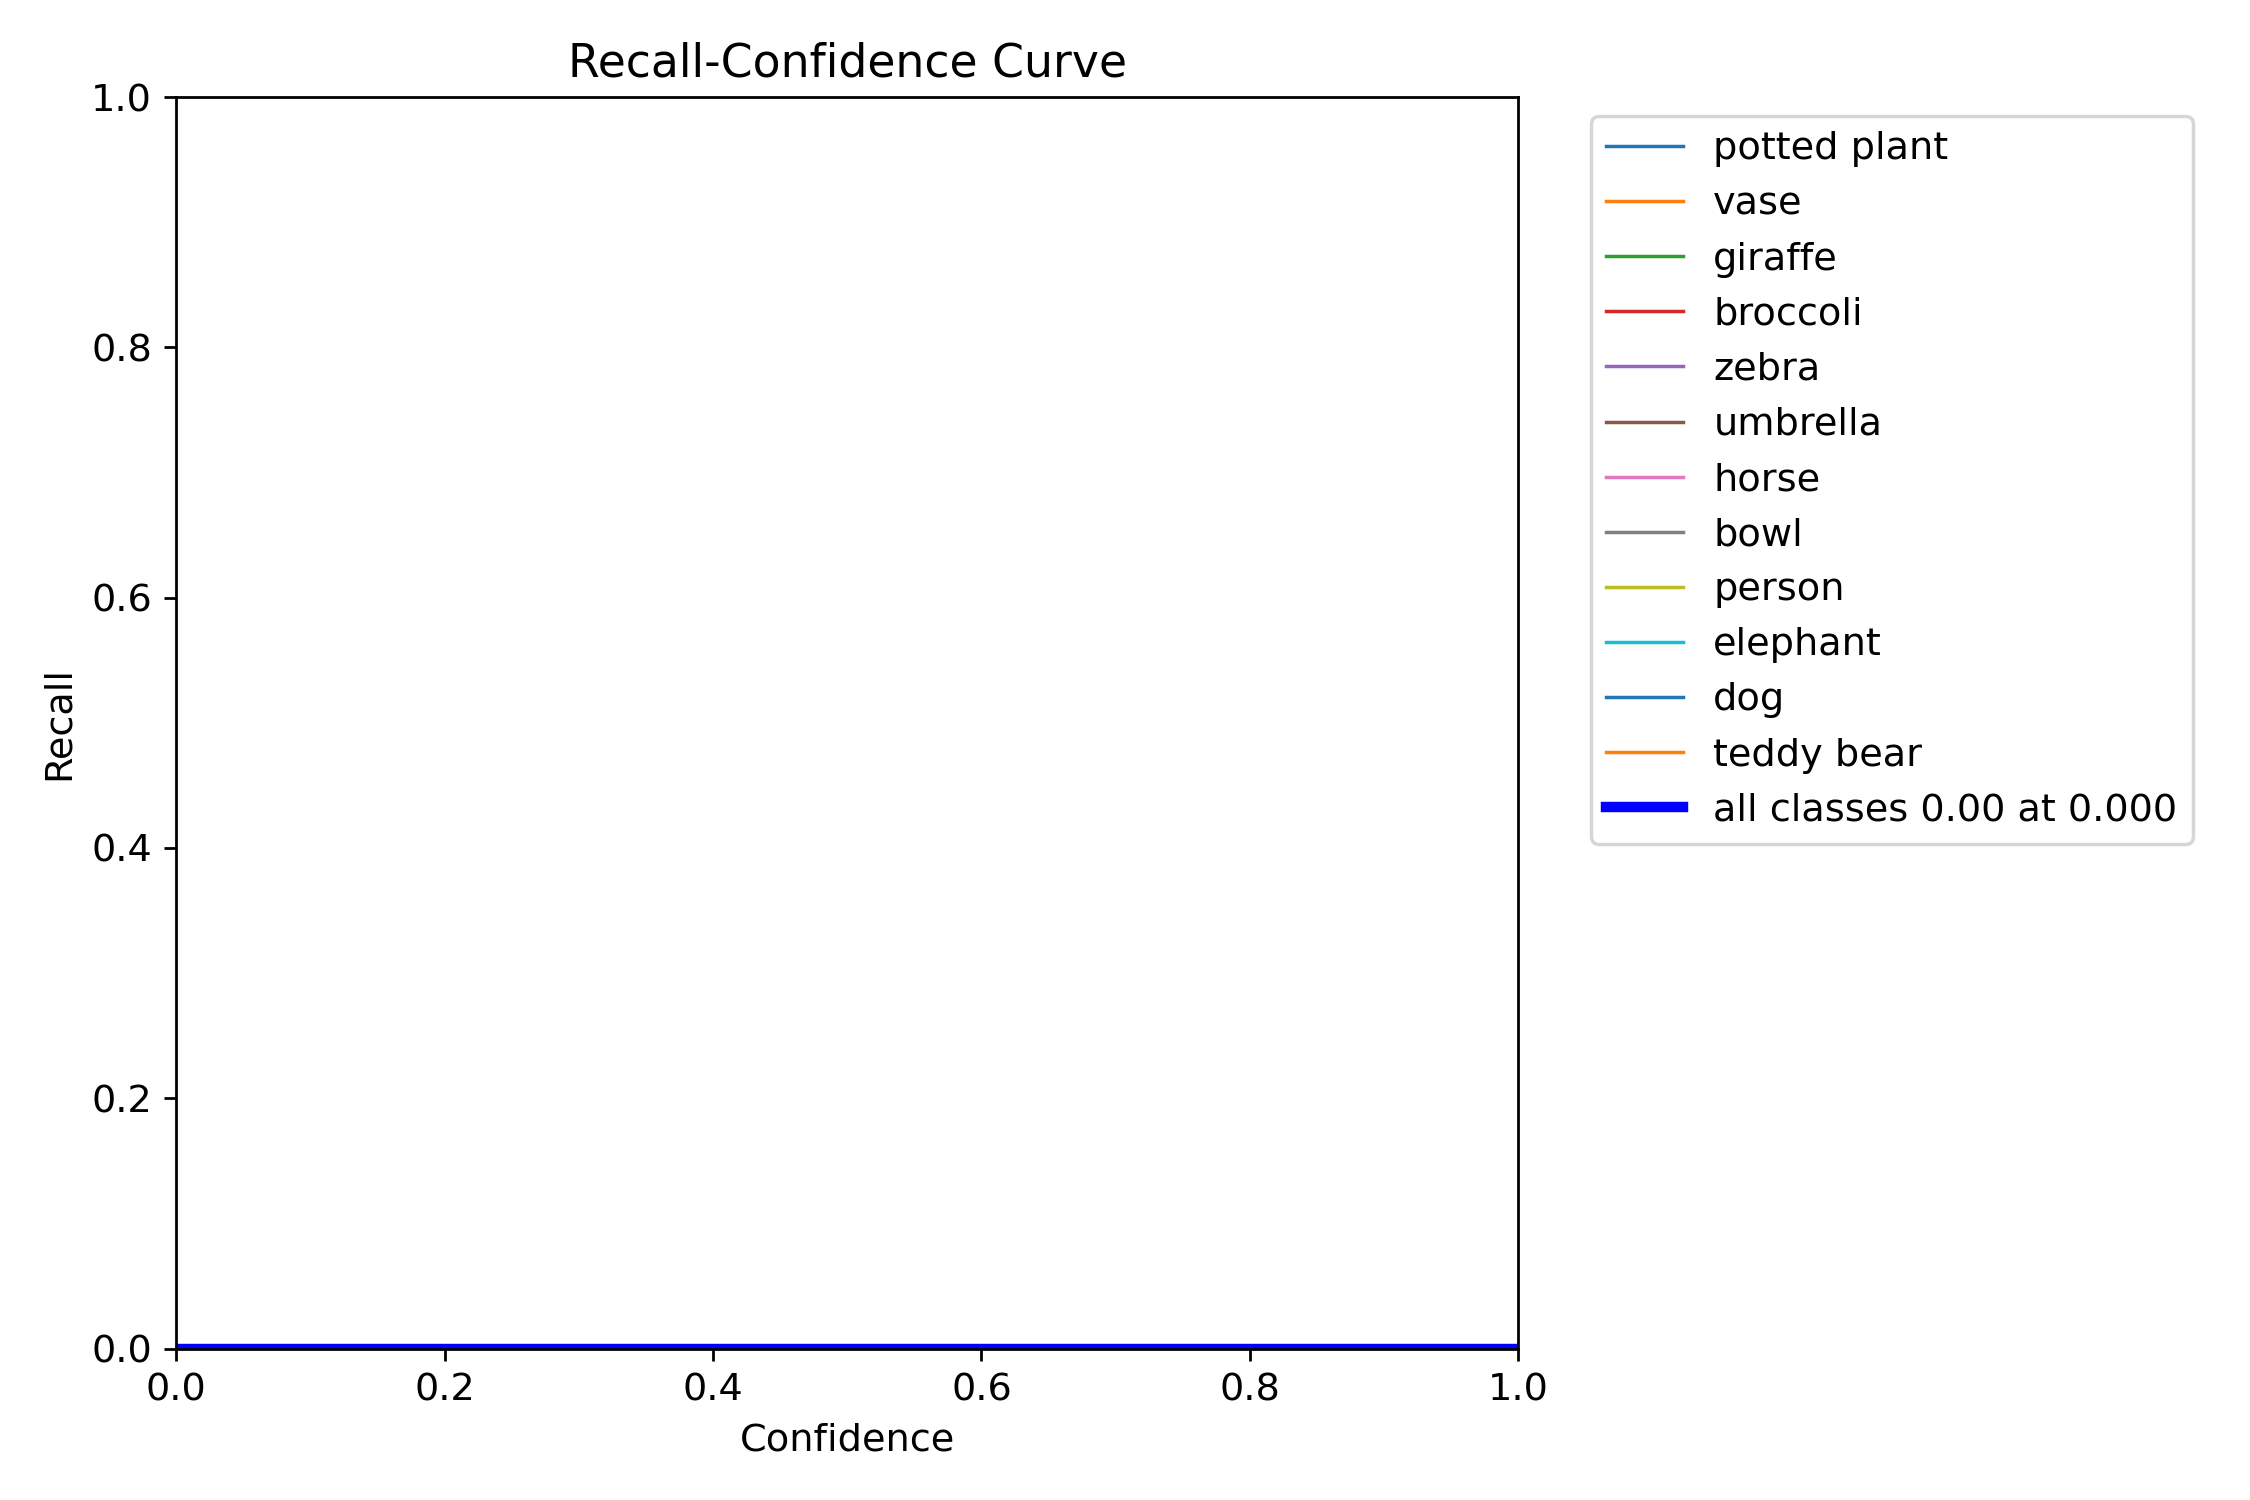 Recall-Confidence Curve
1.0
0.8
0.6
0.4
0.2
0.0
Recall
0.0 0.2 0.4 0.6 0.8 1.0
Confidence
potted plant
vase
giraffe
broccoli
zebra
umbrella
horse
bowl
person
elephant
dog
teddy bear
all classes 0.00 at 0.000